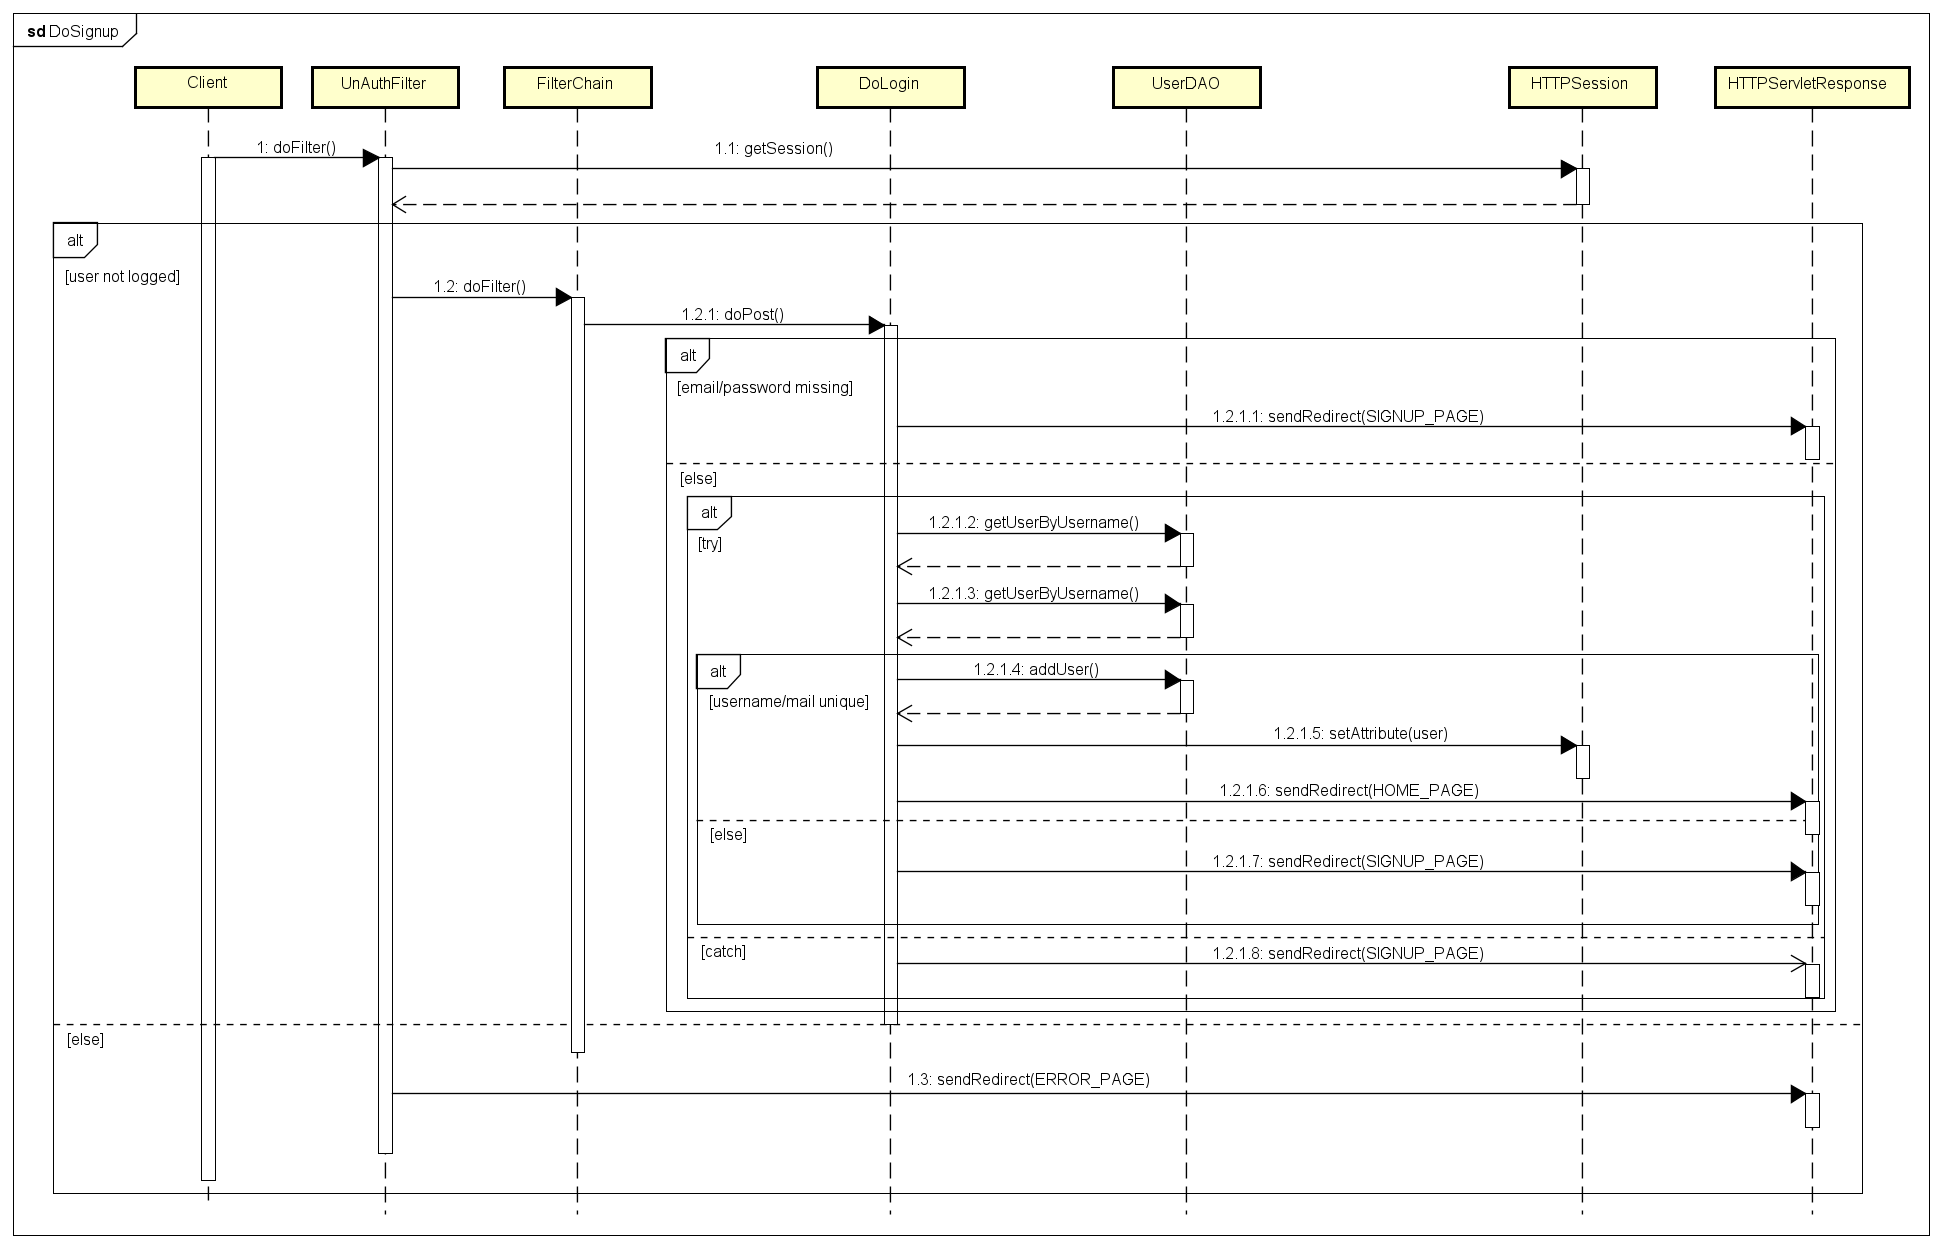 sd DoSignup
Client
UnAuthFilter
FilterChain
DoLogin
UserDAO
HTTPSession
HTTPServletResponse
1: doFilter()
1.1: getSession()
alt
[user not logged]
1.2: doFilter()
1.2.1: doPost()
alt
[email/password missing]
1.2.1.1: sendRedirect(SIGNUP_PAGE)
[else]
alt
[try]
1.2.1.2: getUserByUsername()
1.2.1.3: getUserByUsername()
alt
[username/mail unique]
1.2.1.4: addUser()
1.2.1.5: setAttribute(user)
1.2.1.6: sendRedirect(HOME_PAGE)
[else]
1.2.1.7: sendRedirect(SIGNUP_PAGE)
[catch]
1.2.1.8: sendRedirect(SIGNUP_PAGE)
[else]
1.3: sendRedirect(ERROR_PAGE)